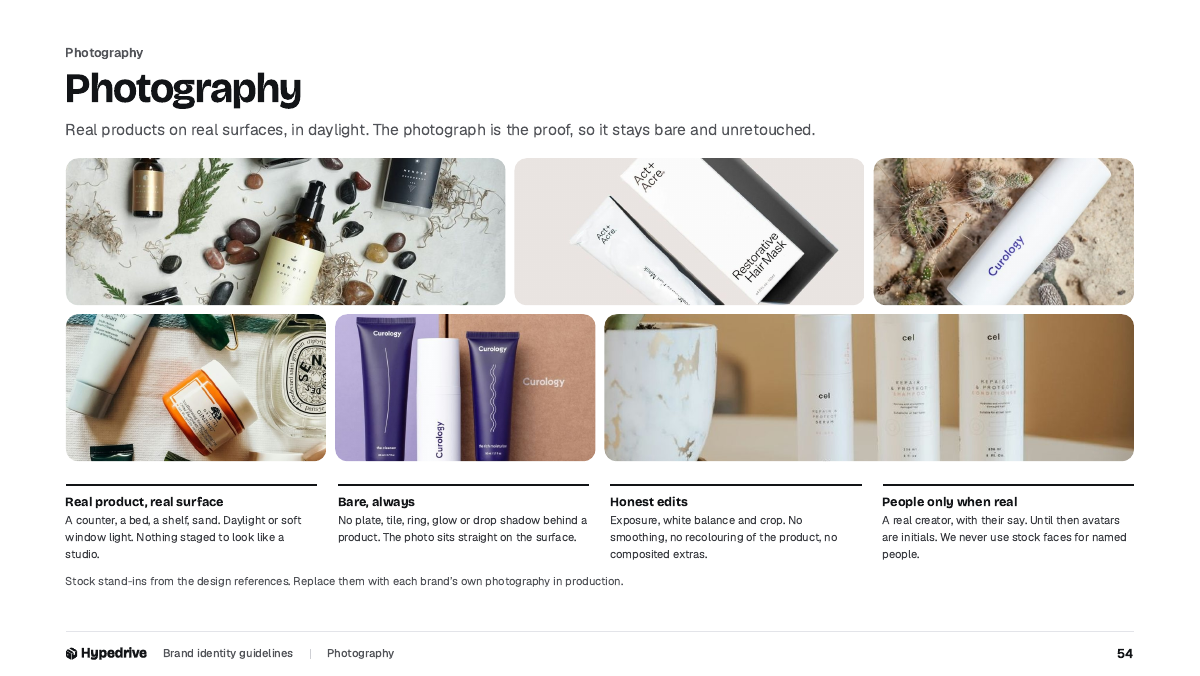 Photography
Photography
Real products on real surfaces, in daylight. The photograph is the proof, so it stays bare and unretouched.
Act+
Acre.
Restorative
Hair Mask
Act+
Acre.
Curology
Curology
Curology
Curology
Curology
cel
REPAIR
& PROTECT
SERUM
cel
REPAIR
& PROTECT
SHAMPOO
cel
REPAIR
& PROTECT
CONDITIONER
Real product, real surface
A counter, a bed, a shelf, sand. Daylight or soft
window light. Nothing staged to look like a
studio.
Bare, always
No plate, tile, ring, glow or drop shadow behind a
product. The photo sits straight on the surface.
Honest edits
Exposure, white balance and crop. No
smoothing, no recolouring of the product, no
composited extras.
People only when real
A real creator, with their say. Until then avatars
are initials. We never use stock faces for named
people.
Stock stand-ins from the design references. Replace them with each brand's own photography in production.
Hypedrive
Brand identity guidelines
Photography
54